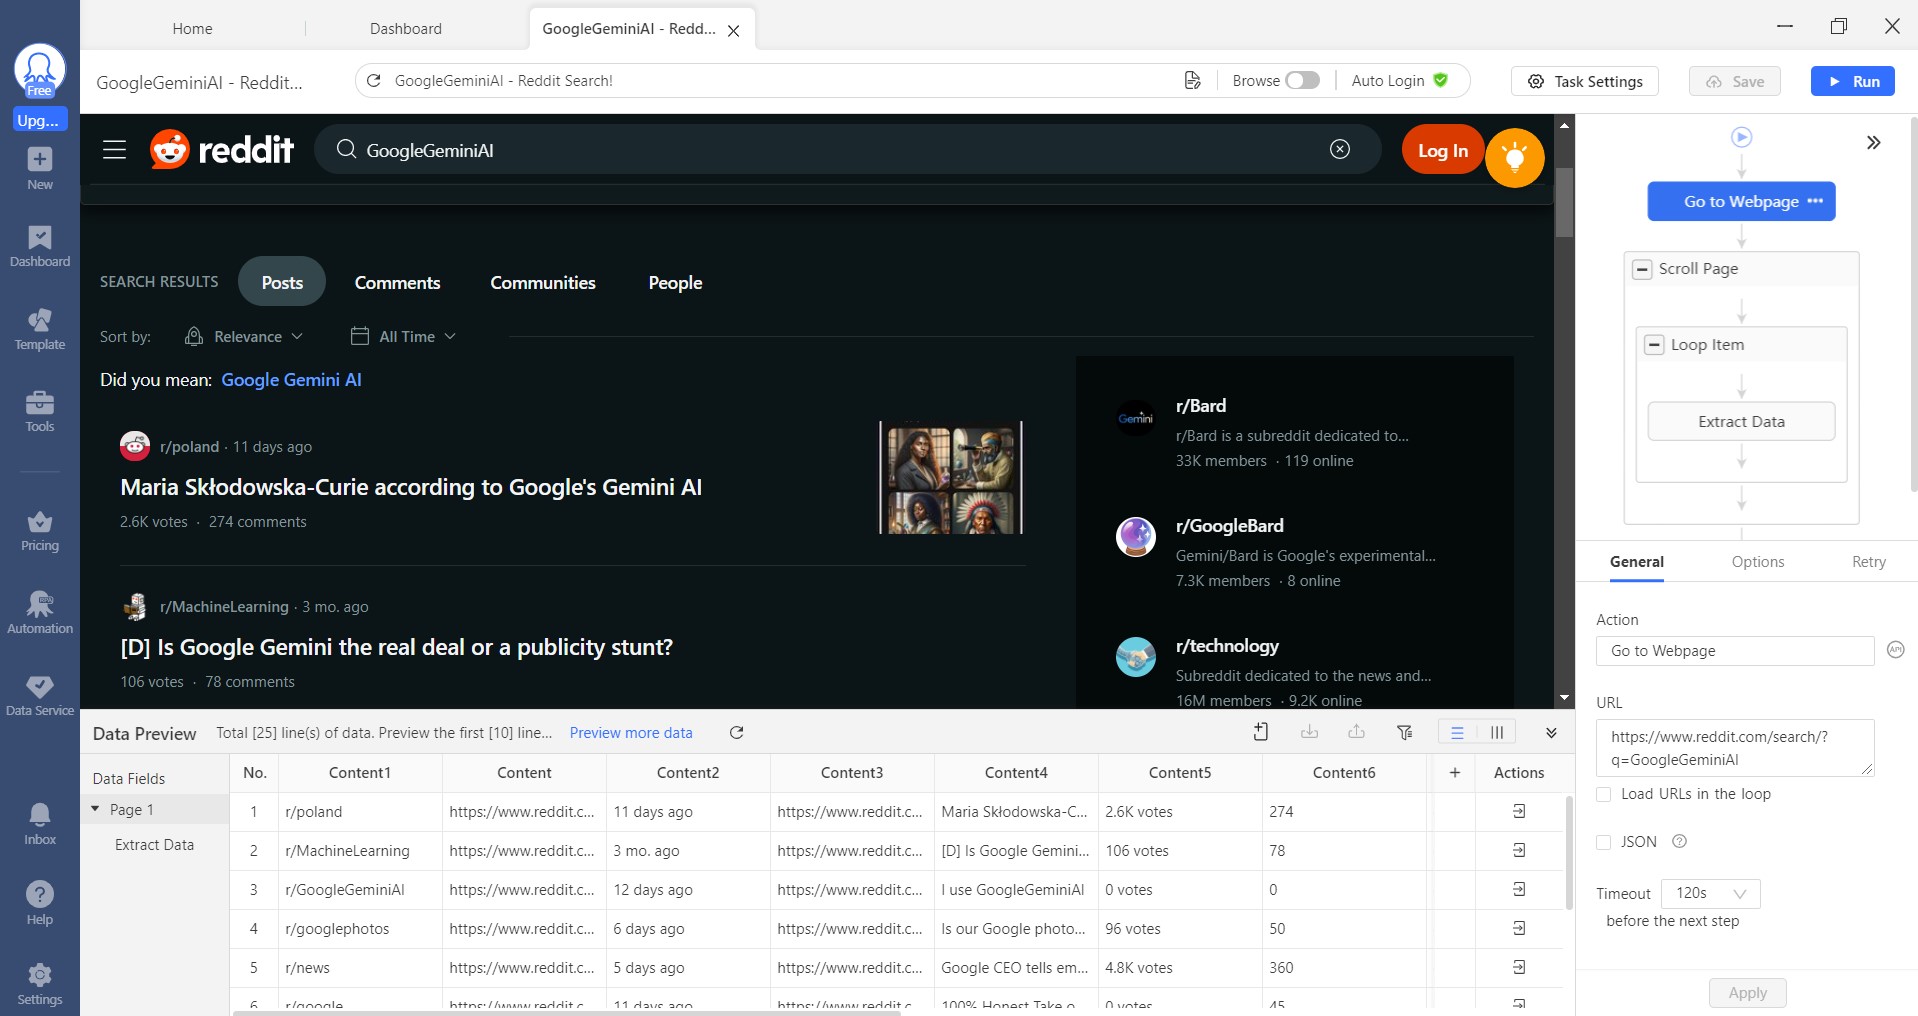 Home
Dashboard
GoogleGeminiAI - Redd...
Free
Upg...
New
Dashboard
Template
Tools
Pricing
Automation
Data Service
Inbox
Help
Settings
GoogleGeminiAI - Reddit...
GoogleGeminiAI - Reddit Search!
Browse
Auto Login
Task Settings
Save
Run
reddit
GoogleGeminiAI
Log In
SEARCH RESULTS
Posts
Comments
Communities
People
Sort by:
Relevance
All Time
Did you mean: Google Gemini AI
r/poland · 11 days ago
Maria Skłodowska-Curie according to Google's Gemini AI
2.6K votes · 274 comments
r/MachineLearning · 3 mo. ago
[D] Is Google Gemini the real deal or a publicity stunt?
106 votes · 78 comments
Gemini
r/Bard
r/Bard is a subreddit dedicated to...
33K members · 119 online
r/GoogleBard
Gemini/Bard is Google's experimental...
7.3K members · 8 online
r/technology
Subreddit dedicated to the news and...
16M members · 9.2K online
Go to Webpage
Scroll Page
Loop Item
Extract Data
General
Options
Retry
Action
Go to Webpage
API
URL
https://www.reddit.com/search/?
q=GoogleGeminiAI
Load URLs in the loop
JSON
Timeout 120s
before the next step
Apply
Data Preview
Total [25] line(s) of data. Preview the first [10] line...
Preview more data
Data Fields
Page 1
Extract Data
No. Content1 Content Content2 Content3 Content4 Content5 Content6 + Actions
1 r/poland https://www.reddit.c... 11 days ago https://www.reddit.c... Maria Skłodowska-C... 2.6K votes 274
2 r/MachineLearning https://www.reddit.c... 3 mo. ago https://www.reddit.c... [D] Is Google Gemini... 106 votes 78
3 r/GoogleGeminiAI https://www.reddit.c... 12 days ago https://www.reddit.c... I use GoogleGeminiAI 0 votes 0
4 r/googlephotos https://www.reddit.c... 6 days ago https://www.reddit.c... Is our Google photo... 96 votes 50
5 r/news https://www.reddit.c... 5 days ago https://www.reddit.c... Google CEO tells em... 4.8K votes 360
6 r/google https://www.reddit.c... 11 days ago https://www.reddit.c... 100% Honest Take o... 0 votes 45